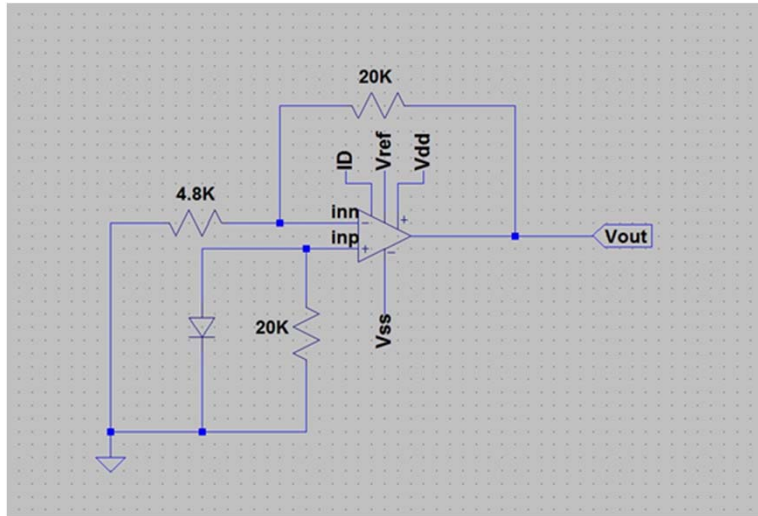 20K
ID
Vref
Vdd
4.8K
inn
inp
Vout
20K
Vss